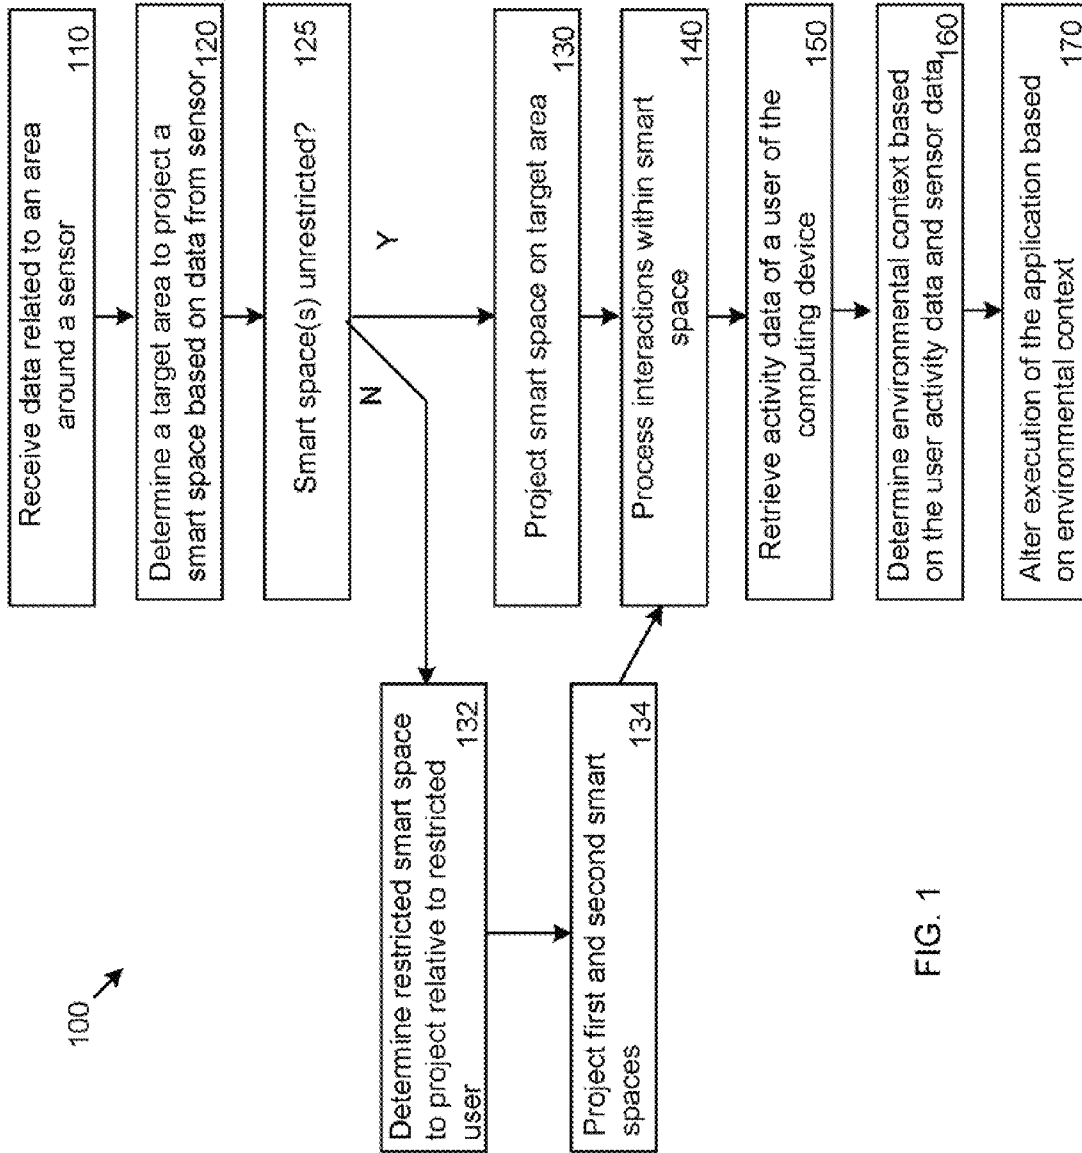 100
Receive data related to an area
around a sensor
110
Determine a target area to project a
smart space based on data from sensor
120
Smart space(s) unrestricted?
125
N
Y
Determine restricted smart space
to project relative to restricted
user
132
Project first and second smart
spaces
134
Project smart space on target area
130
Process interactions within smart
space
140
Retrieve activity data of a user of the
computing device
150
Determine environmental context based
on the user activity data and sensor data
160
Alter execution of the application based
on environmental context
170
FIG. 1